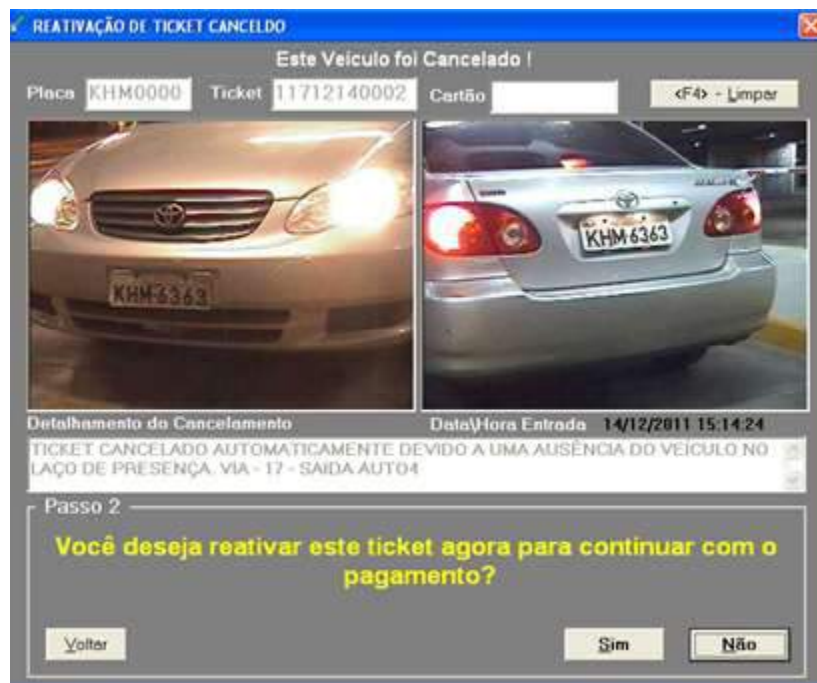 REATIVAÇÃO DE TICKET CANCELDO
Este Veiculo foi Cancelado !
Placa KHM0000 Ticket 11712140002 Cartão <F4> - Limpar
KHM-6363
KHM-6363
Detalhamento do Cancelamento Data\Hora Entrada 14/12/2011 15:14:24
TICKET CANCELADO AUTOMATICAMENTE DEVIDO A UMA AUSÊNCIA DO VEÍCULO NO
LAÇO DE PRESENÇA. VIA - 17 - SAIDA AUTO4
Passo 2
Você deseja reativar este ticket agora para continuar com o
pagamento?
Voltar Sim Não